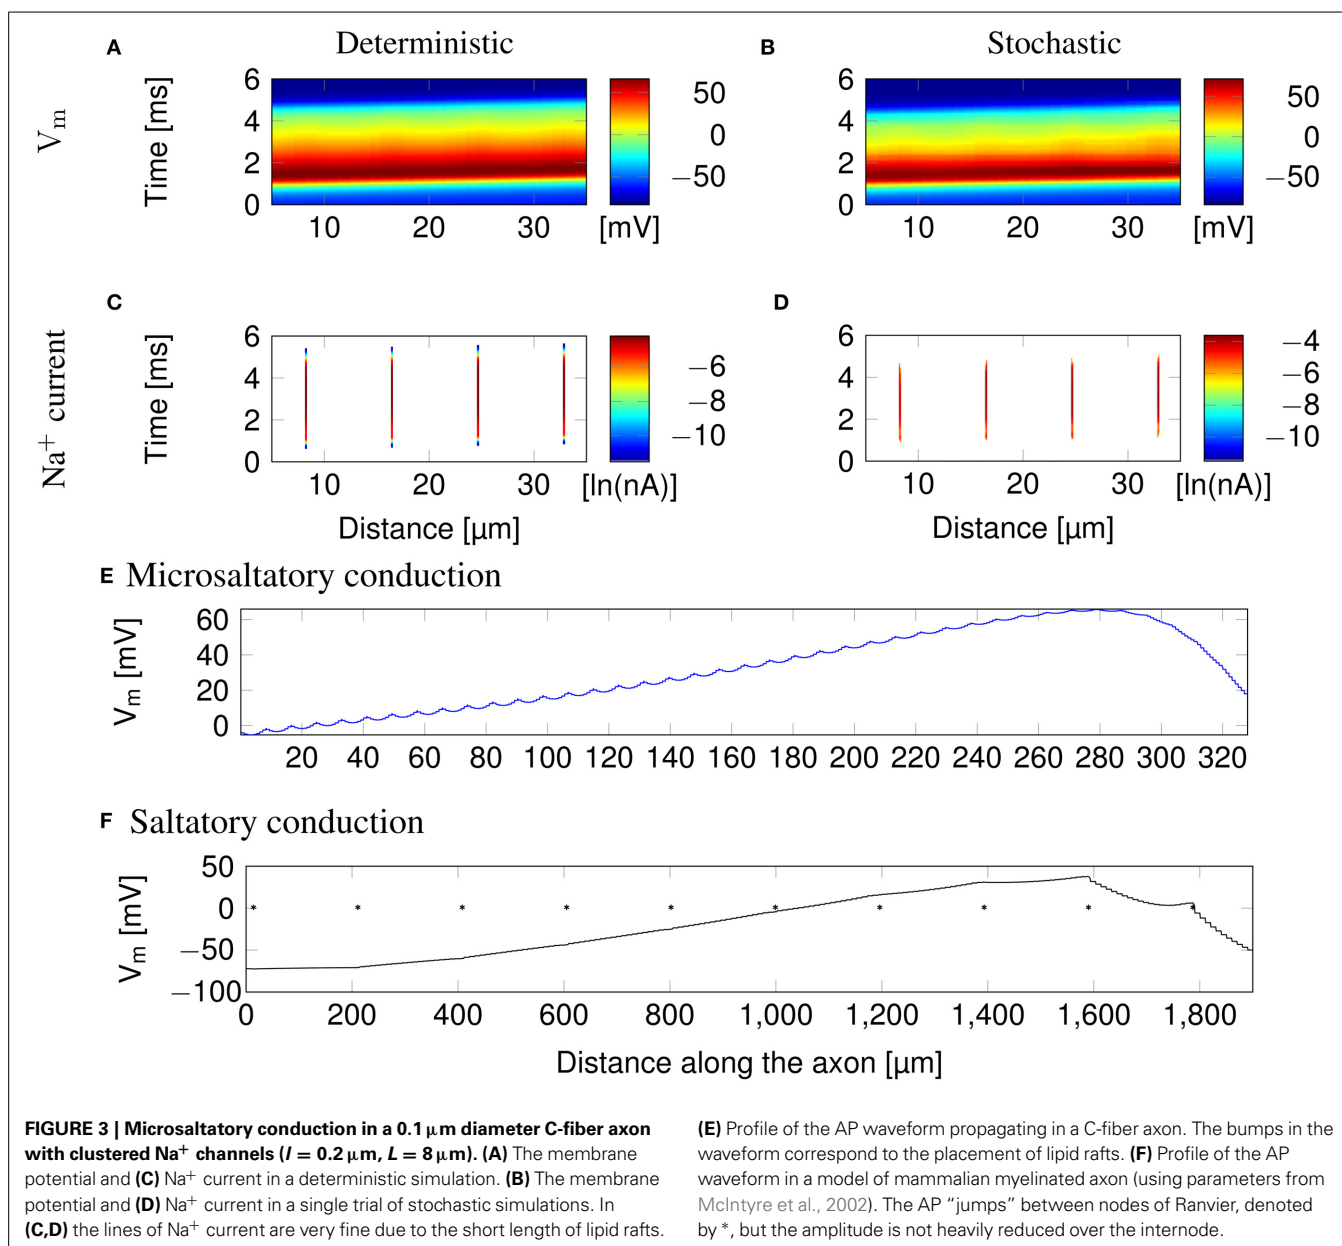 A Deterministic
B Stochastic
Vm
Time [ms]
6
4
2
0
10 20 30
50
0
−50
[mV]
Time [ms]
6
4
2
0
10 20 30
50
0
−50
[mV]
Na+ current
C
Time [ms]
6
4
2
0
10 20 30
−6
−8
−10
[ln(nA)]
Distance [µm]
D
Time [ms]
6
4
2
0
10 20 30
−4
−6
−8
−10
[ln(nA)]
Distance [µm]
E Microsaltatory conduction
Vm [mV]
60
40
20
0
20 40 60 80 100 120 140 160 180 200 220 240 260 280 300 320
F Saltatory conduction
Vm [mV]
50
0
−50
−100
* * * * * * * * * *
0 200 400 600 800 1,000 1,200 1,400 1,600 1,800
Distance along the axon [µm]
FIGURE 3 | Microsaltatory conduction in a 0.1 µm diameter C-fiber axon
with clustered Na+ channels (l = 0.2 µm, L = 8 µm). (A) The membrane
potential and (C) Na+ current in a deterministic simulation. (B) The membrane
potential and (D) Na+ current in a single trial of stochastic simulations. In
(C,D) the lines of Na+ current are very fine due to the short length of lipid rafts.
(E) Profile of the AP waveform propagating in a C-fiber axon. The bumps in the
waveform correspond to the placement of lipid rafts. (F) Profile of the AP
waveform in a model of mammalian myelinated axon (using parameters from
McIntyre et al., 2002). The AP “jumps” between nodes of Ranvier, denoted
by *, but the amplitude is not heavily reduced over the internode.